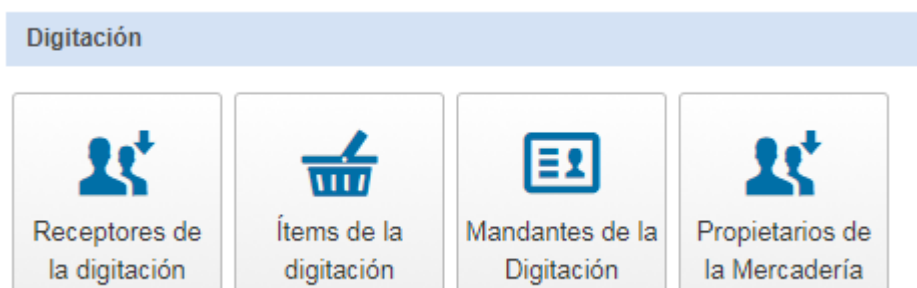 Digitación
Receptores de
la digitación
Ítems de la
digitación
Mandantes de la
Digitación
Propietarios de
la Mercadería